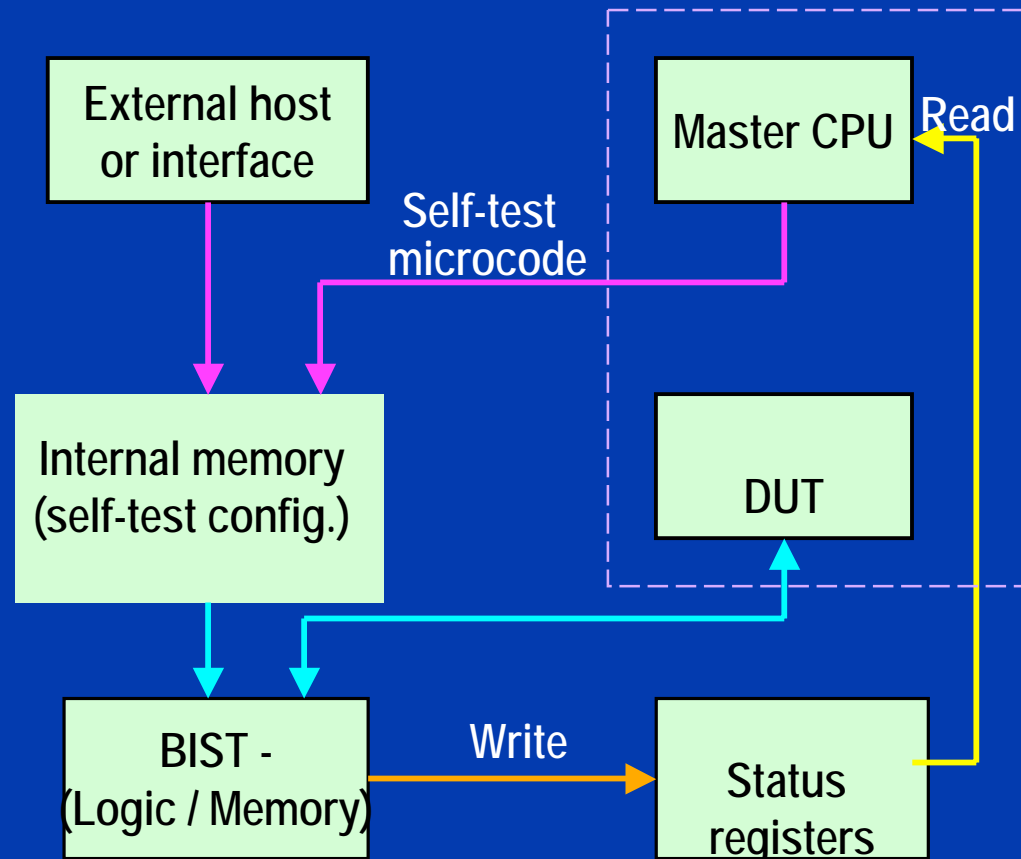 External host
or interface
Master CPU
Read
Self-test
microcode
Internal memory
(self-test config.)
DUT
BIST -
(Logic / Memory)
Write
Status
registers